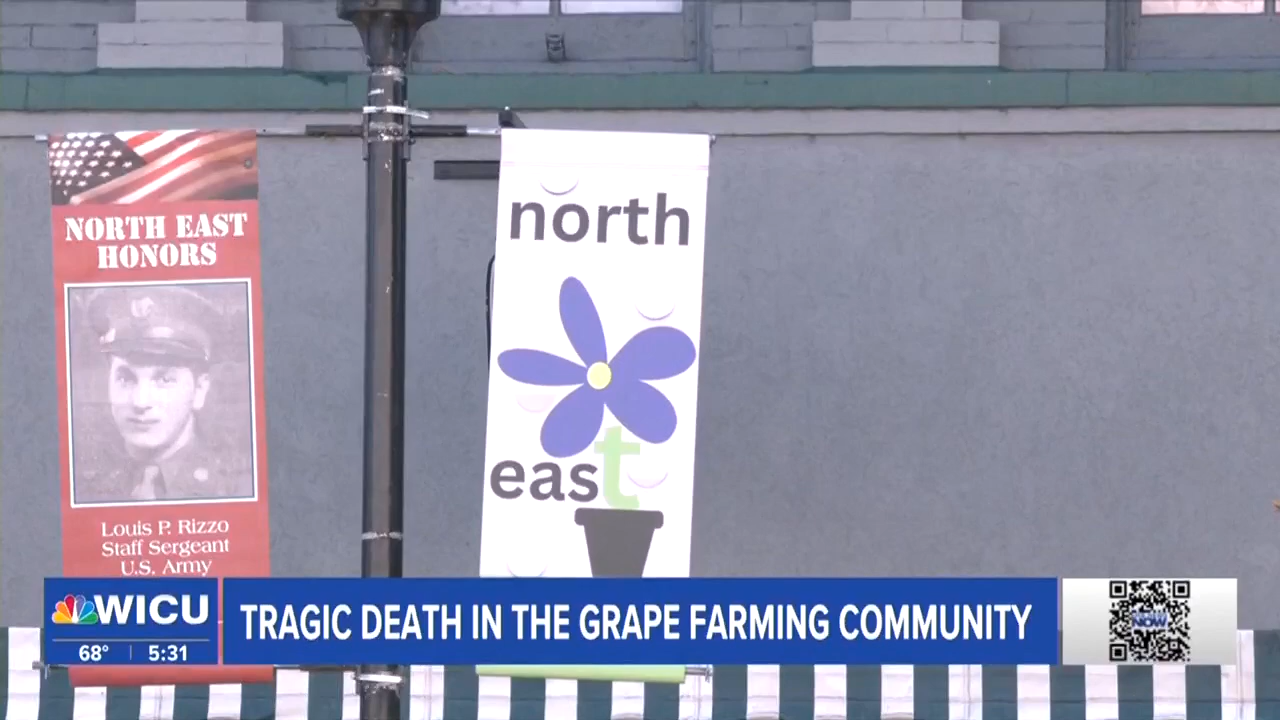 NORTH EAST
HONORS
Louis P. Rizzo
Staff Sergeant
U.S. Army
north
east
WICU
68° | 5:31
TRAGIC DEATH IN THE GRAPE FARMING COMMUNITY
NOW